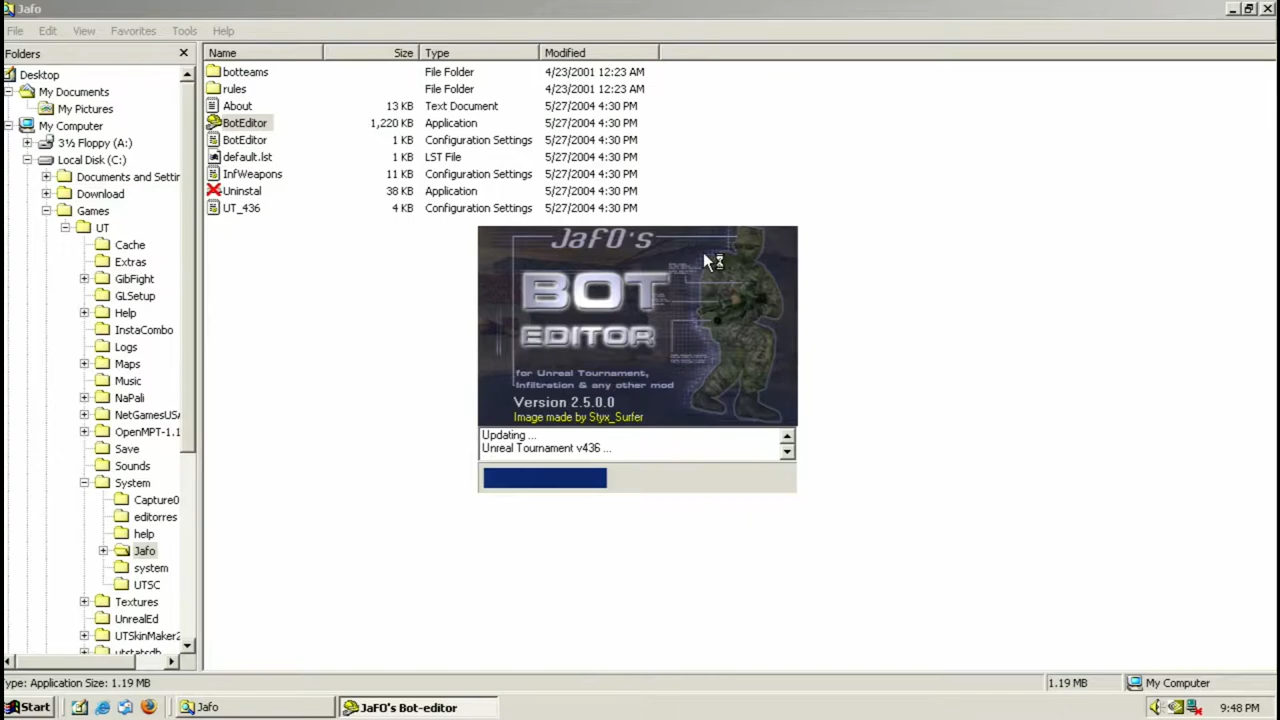 Jafo
File Edit View Favorites Tools Help
Folders
Name Size Type Modified
Desktop
My Documents
My Pictures
My Computer
3½ Floppy (A:)
Local Disk (C:)
Documents and Settir
Download
Games
UT
Cache
Extras
GibFight
GLSetup
Help
InstaCombo
Logs
Maps
Music
NaPali
NetGamesUSA
OpenMPT-1.1
Save
Sounds
System
Capture0
editorres
help
Jafo
system
UTSC
Textures
UnrealEd
UTSkinMaker2
utstatsdb
botteams File Folder 4/23/2001 12:23 AM
rules File Folder 4/23/2001 12:23 AM
About 13 KB Text Document 5/27/2004 4:30 PM
BotEditor 1,220 KB Application 5/27/2004 4:30 PM
BotEditor 1 KB Configuration Settings 5/27/2004 4:30 PM
default.lst 1 KB LST File 5/27/2004 4:30 PM
InfWeapons 11 KB Configuration Settings 5/27/2004 4:30 PM
Uninstal 38 KB Application 5/27/2004 4:30 PM
UT_436 4 KB Configuration Settings 5/27/2004 4:30 PM
JafO's
BOT
EDITOR
for Unreal Tournament,
Infiltration & any other mod
Version 2.5.0.0
Image made by Styx_Surfer
Updating ...
Unreal Tournament v436 ...
ype: Application Size: 1.19 MB 1.19 MB My Computer
Start Jafo JaFO's Bot-editor 9:48 PM